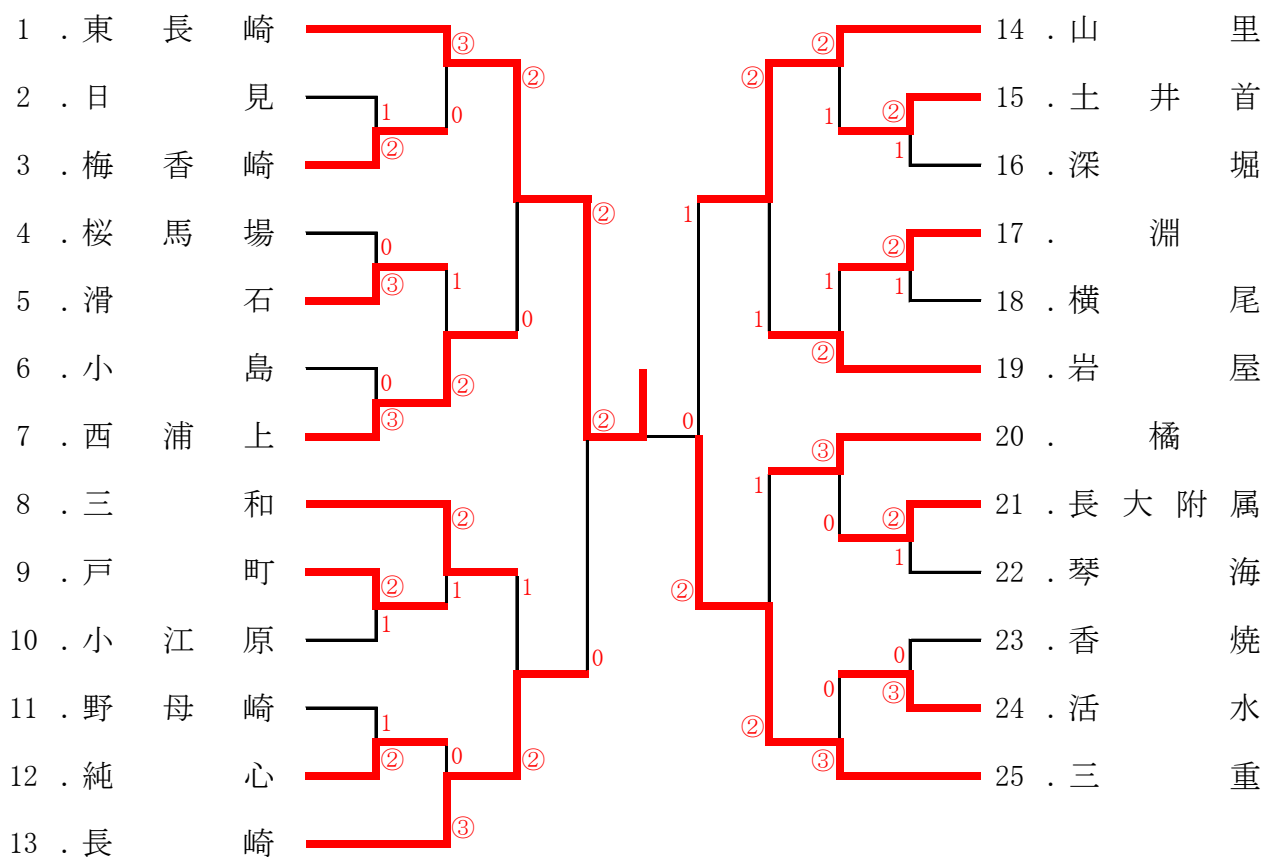 1 . 東 長 崎
2 . 日 見
3 . 梅 香 崎
4 . 桜 馬 場
5 . 滑 石
6 . 小 島
7 . 西 浦 上
8 . 三 和
9 . 戸 町
10 . 小 江 原
11 . 野 母 崎
12 . 純 心
13 . 長 崎
③
②
1
0
②
②
0
1
③
0
0
②
③
②
②
1
②
1
1
0
1
0
②
②
③
0
②
②
②
1
1
1
②
1
1
1
②
③
1
0
②
1
②
0
0
③
②
③
14 . 山 里
15 . 土 井 首
16 . 深 堀
17 . 淵
18 . 横 尾
19 . 岩 屋
20 . 橘
21 . 長 大 附 属
22 . 琴 海
23 . 香 焼
24 . 活 水
25 . 三 重